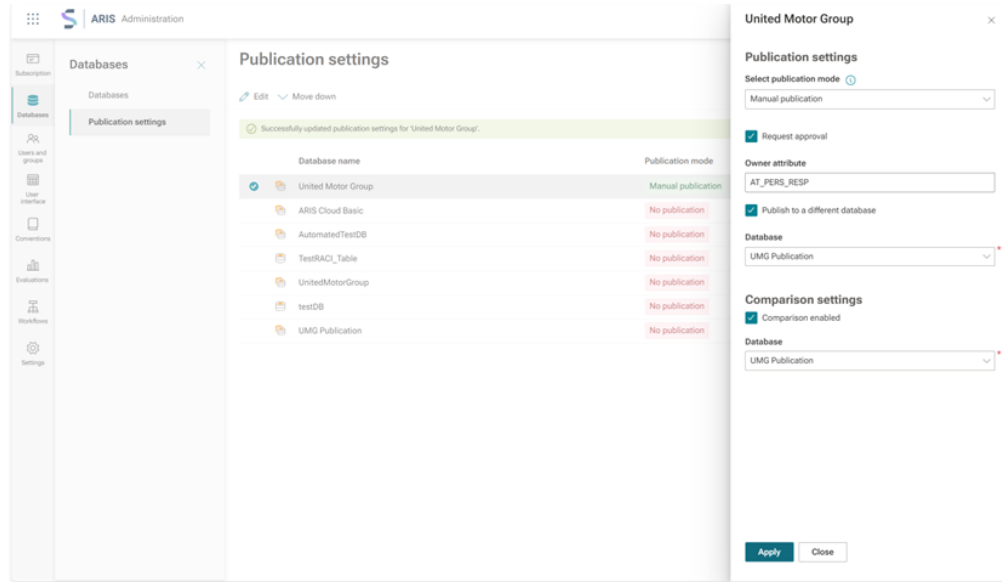 ARIS Administration
Subscription
Databases
Users and
groups
User
interface
Conventions
Evaluations
Workflows
Settings
Databases
Databases
Publication settings
Publication settings
Edit Move down
Successfully updated publication settings for 'United Motor Group'.
Database name Publication mode
United Motor Group Manual publication
ARIS Cloud Basic No publication
AutomatedTestDB No publication
TestRACI_Table No publication
UnitedMotorGroup No publication
testDB No publication
UMG Publication No publication
United Motor Group
Publication settings
Select publication mode
Manual publication
Request approval
Owner attribute
AT_PERS_RESP
Publish to a different database
Database *
UMG Publication
Comparison settings
Comparison enabled
Database *
UMG Publication
Apply Close